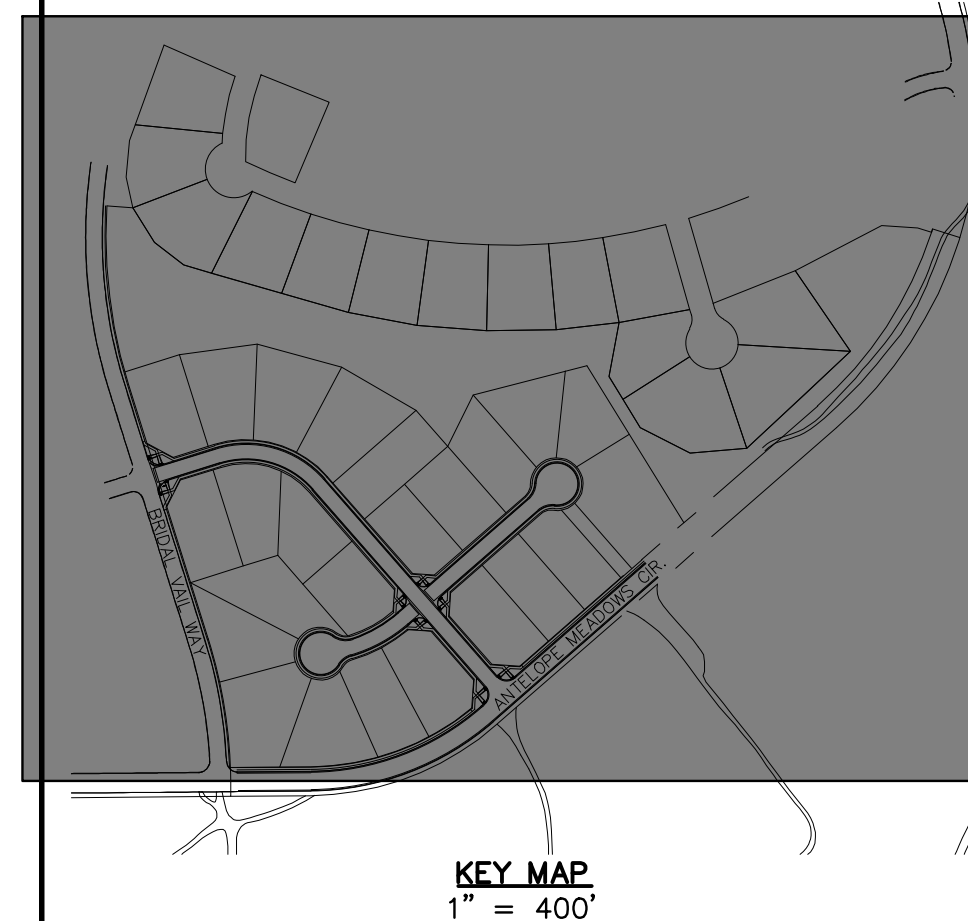 BRIDAL VAIL WAY
ANTELOPE MEADOWS CIR.
KEY MAP
1" = 400'